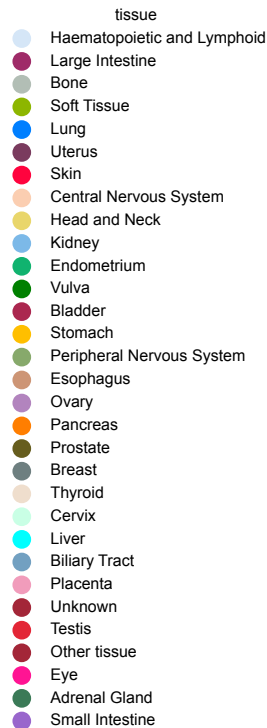 tissue
Haematopoietic and Lymphoid
Large Intestine
Bone
Soft Tissue
Lung
Uterus
Skin
Central Nervous System
Head and Neck
Kidney
Endometrium
Vulva
Bladder
Stomach
Peripheral Nervous System
Esophagus
Ovary
Pancreas
Prostate
Breast
Thyroid
Cervix
Liver
Biliary Tract
Placenta
Unknown
Testis
Other tissue
Eye
Adrenal Gland
Small Intestine